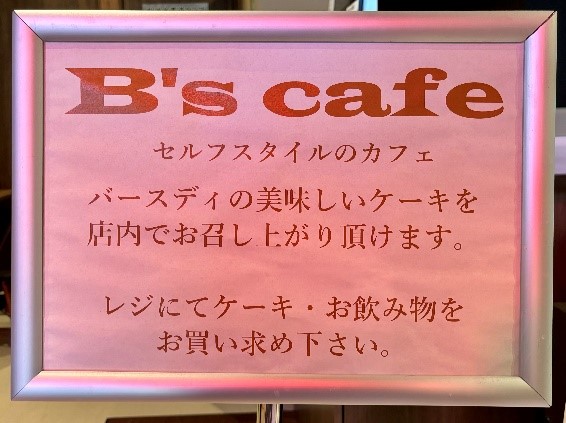 B's cafe
セルフスタイルのカフェ
バースディの美味しいケーキを
店内でお召し上がり頂けます。
レジにてケーキ・お飲み物を
お買い求め下さい。